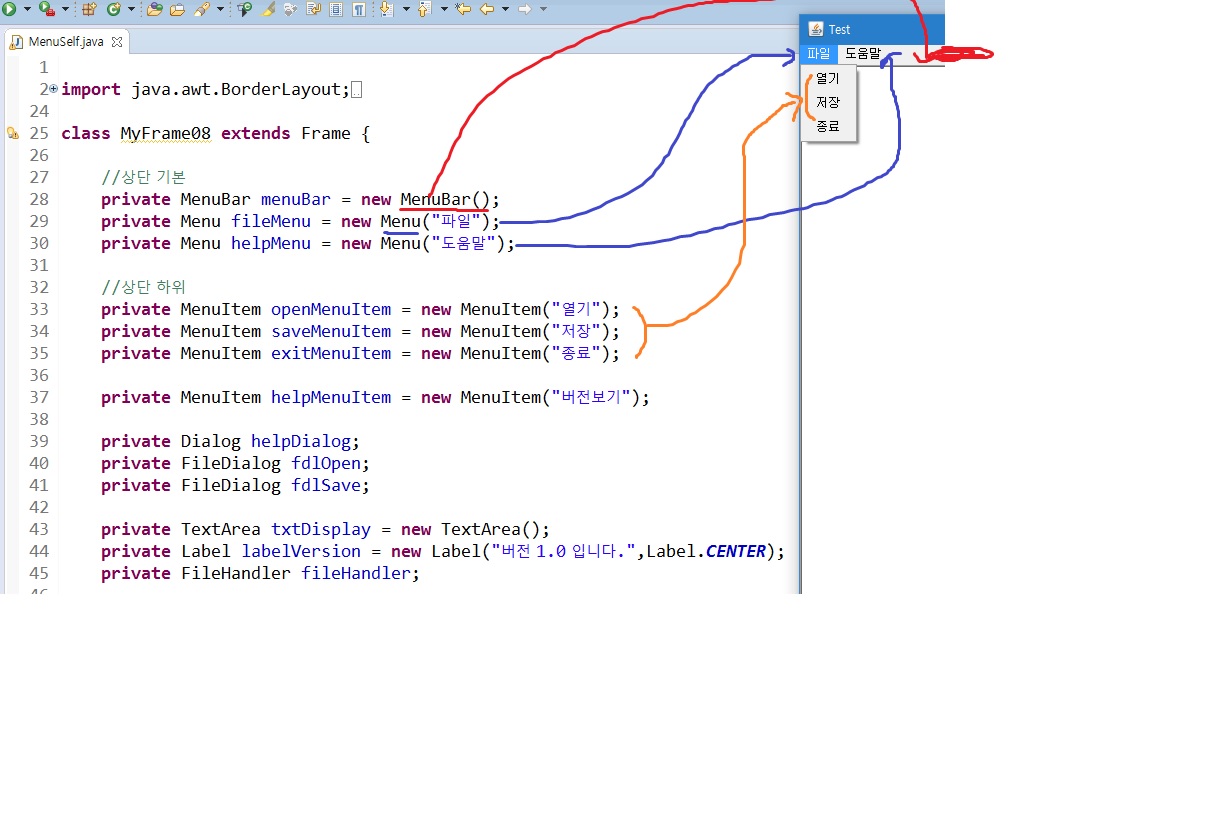 MenuSelf.java
Test
파일 도움말
열기
저장
종료
1
2 import java.awt.BorderLayout;
24
25 class MyFrame08 extends Frame {
26
27 //상단 기본
28 private MenuBar menuBar = new MenuBar();
29 private Menu fileMenu = new Menu("파일");
30 private Menu helpMenu = new Menu("도움말");
31
32 //상단 하위
33 private MenuItem openMenuItem = new MenuItem("열기");
34 private MenuItem saveMenuItem = new MenuItem("저장");
35 private MenuItem exitMenuItem = new MenuItem("종료");
36
37 private MenuItem helpMenuItem = new MenuItem("버전보기");
38
39 private Dialog helpDialog;
40 private FileDialog fdlOpen;
41 private FileDialog fdlSave;
42
43 private TextArea txtDisplay = new TextArea();
44 private Label labelVersion = new Label("버전 1.0 입니다.",Label.CENTER);
45 private FileHandler fileHandler;